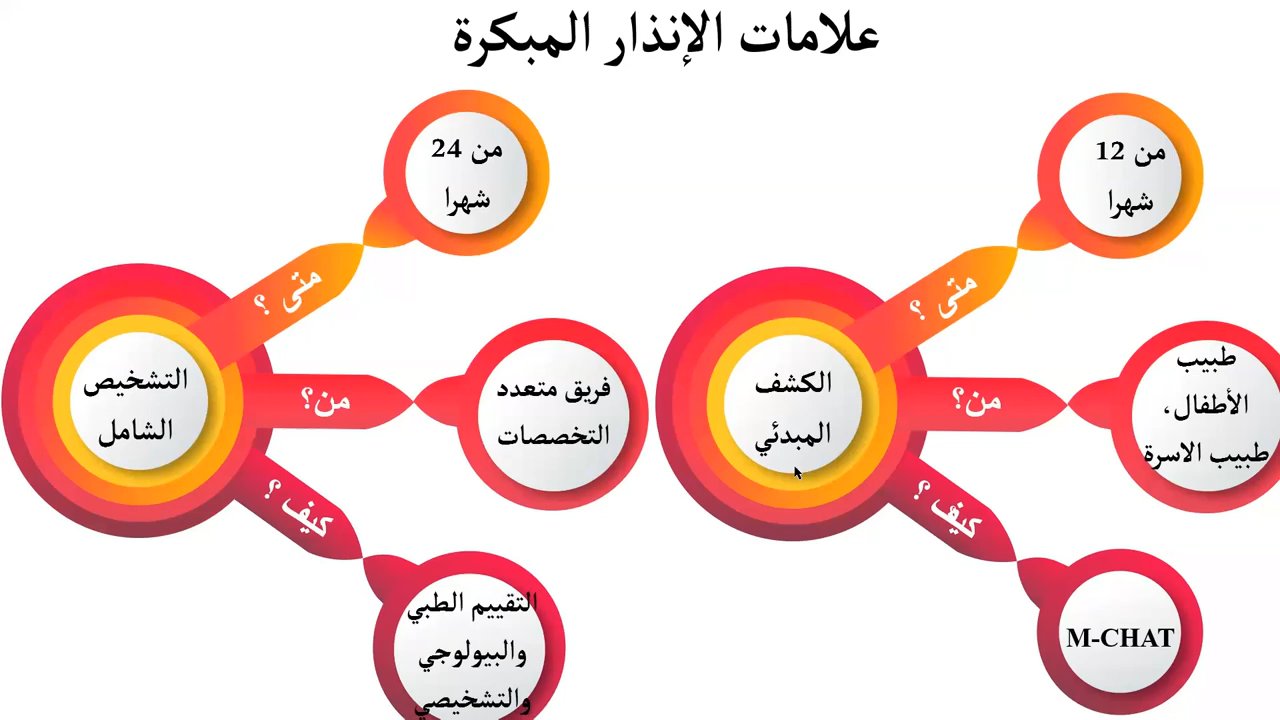 علامات الإنذار المبكرة
الكشف
المبدئي
متى ؟
من 12
شهرا
من؟
طبيب
الأطفال،
طبيب الاسرة
كيف ؟
M-CHAT
التشخيص
الشامل
متى ؟
من 24
شهرا
من؟
فريق متعدد
التخصصات
كيف ؟
التقييم الطبي
والبيولوجي
والتشخيصي